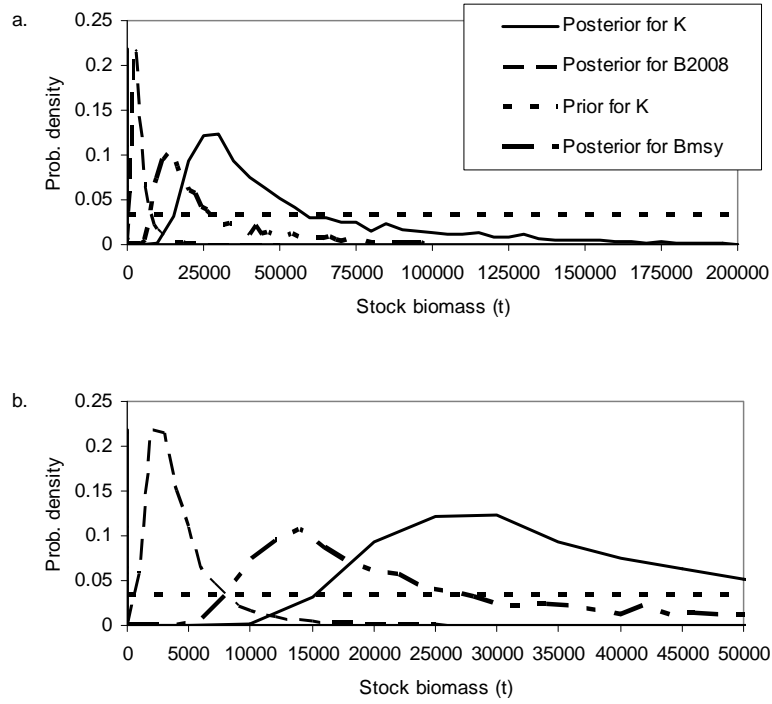 a.
Prob. density
0.25
0.2
0.15
0.1
0.05
0
0 25000 50000 75000 100000 125000 150000 175000 200000
Stock biomass (t)
Posterior for K
Posterior for B2008
Prior for K
Posterior for Bmsy
b.
Prob. density
0.25
0.2
0.15
0.1
0.05
0
0 5000 10000 15000 20000 25000 30000 35000 40000 45000 50000
Stock biomass (t)